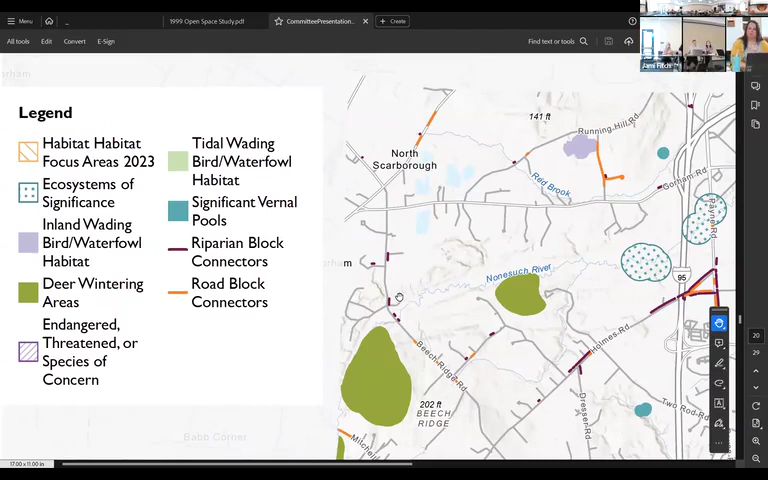 Menu
1999 Open Space Study.pdf
CommitteePresentation...
Create
All tools
Edit
Convert
E-Sign
Find text or tools
Jami Fitch
Legend
Habitat Habitat
Focus Areas 2023
Ecosystems of
Significance
Inland Wading
Bird/Waterfowl
Habitat
Deer Wintering
Areas
Endangered,
Threatened, or
Species of
Concern
Tidal Wading
Bird/Waterfowl
Habitat
Significant Vernal
Pools
Riparian Block
Connectors
Road Block
Connectors
141 ft
Running Hill Rd
North
Scarborough
Red Brook
Gorham Rd
Payne Rd
Nonesuch River
95
Holmes Rd
Beech Ridge Rd
202 ft
BEECH
RIDGE
Dresser Rd
Two Rod Rd
Babb Corner
20
29
17.00 x 11.00 in